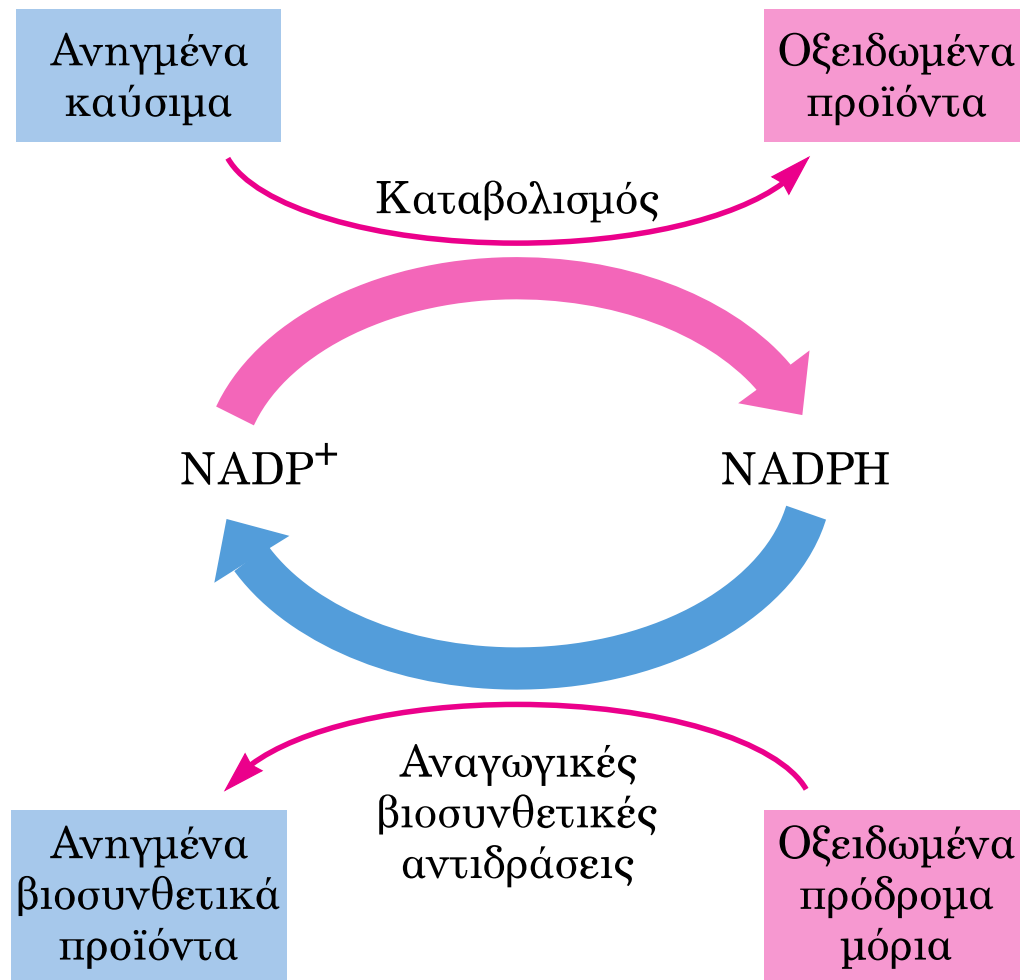 Ανηγμένα
καύσιμα
Οξειδωμένα
προϊόντα
Καταβολισμός
NADP⁺
NADPH
Αναγωγικές
βιοσυνθετικές
αντιδράσεις
Ανηγμένα
βιοσυνθετικά
προϊόντα
Οξειδωμένα
πρόδρομα
μόρια